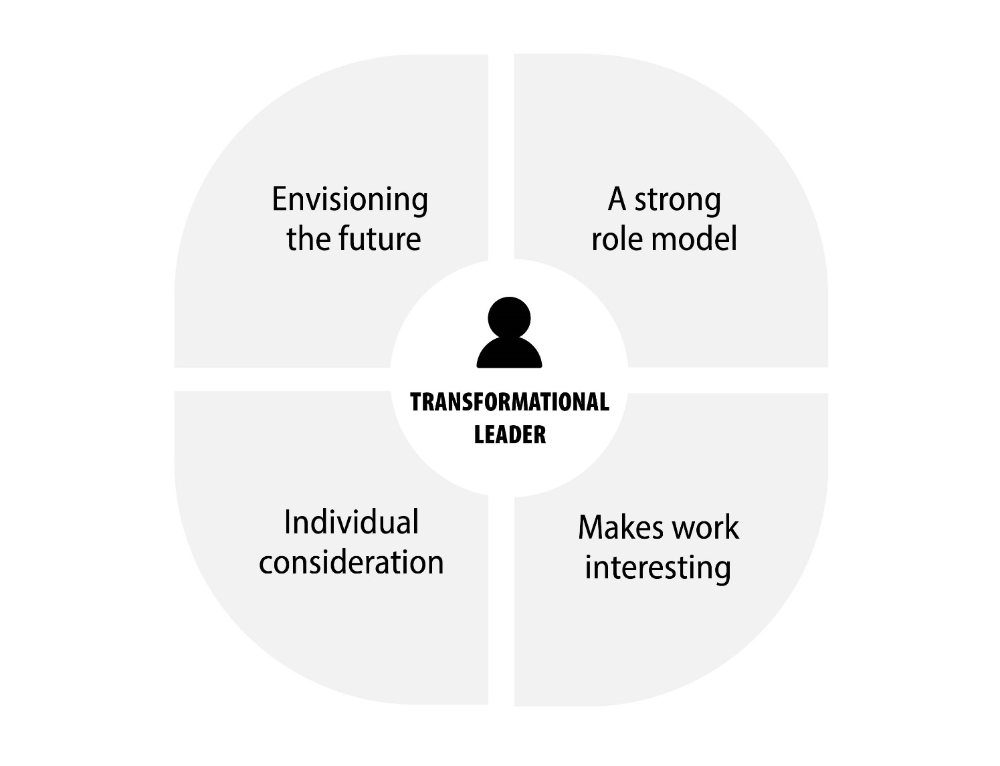 Envisioning
the future
A strong
role model
TRANSFORMATIONAL
LEADER
Individual
consideration
Makes work
interesting